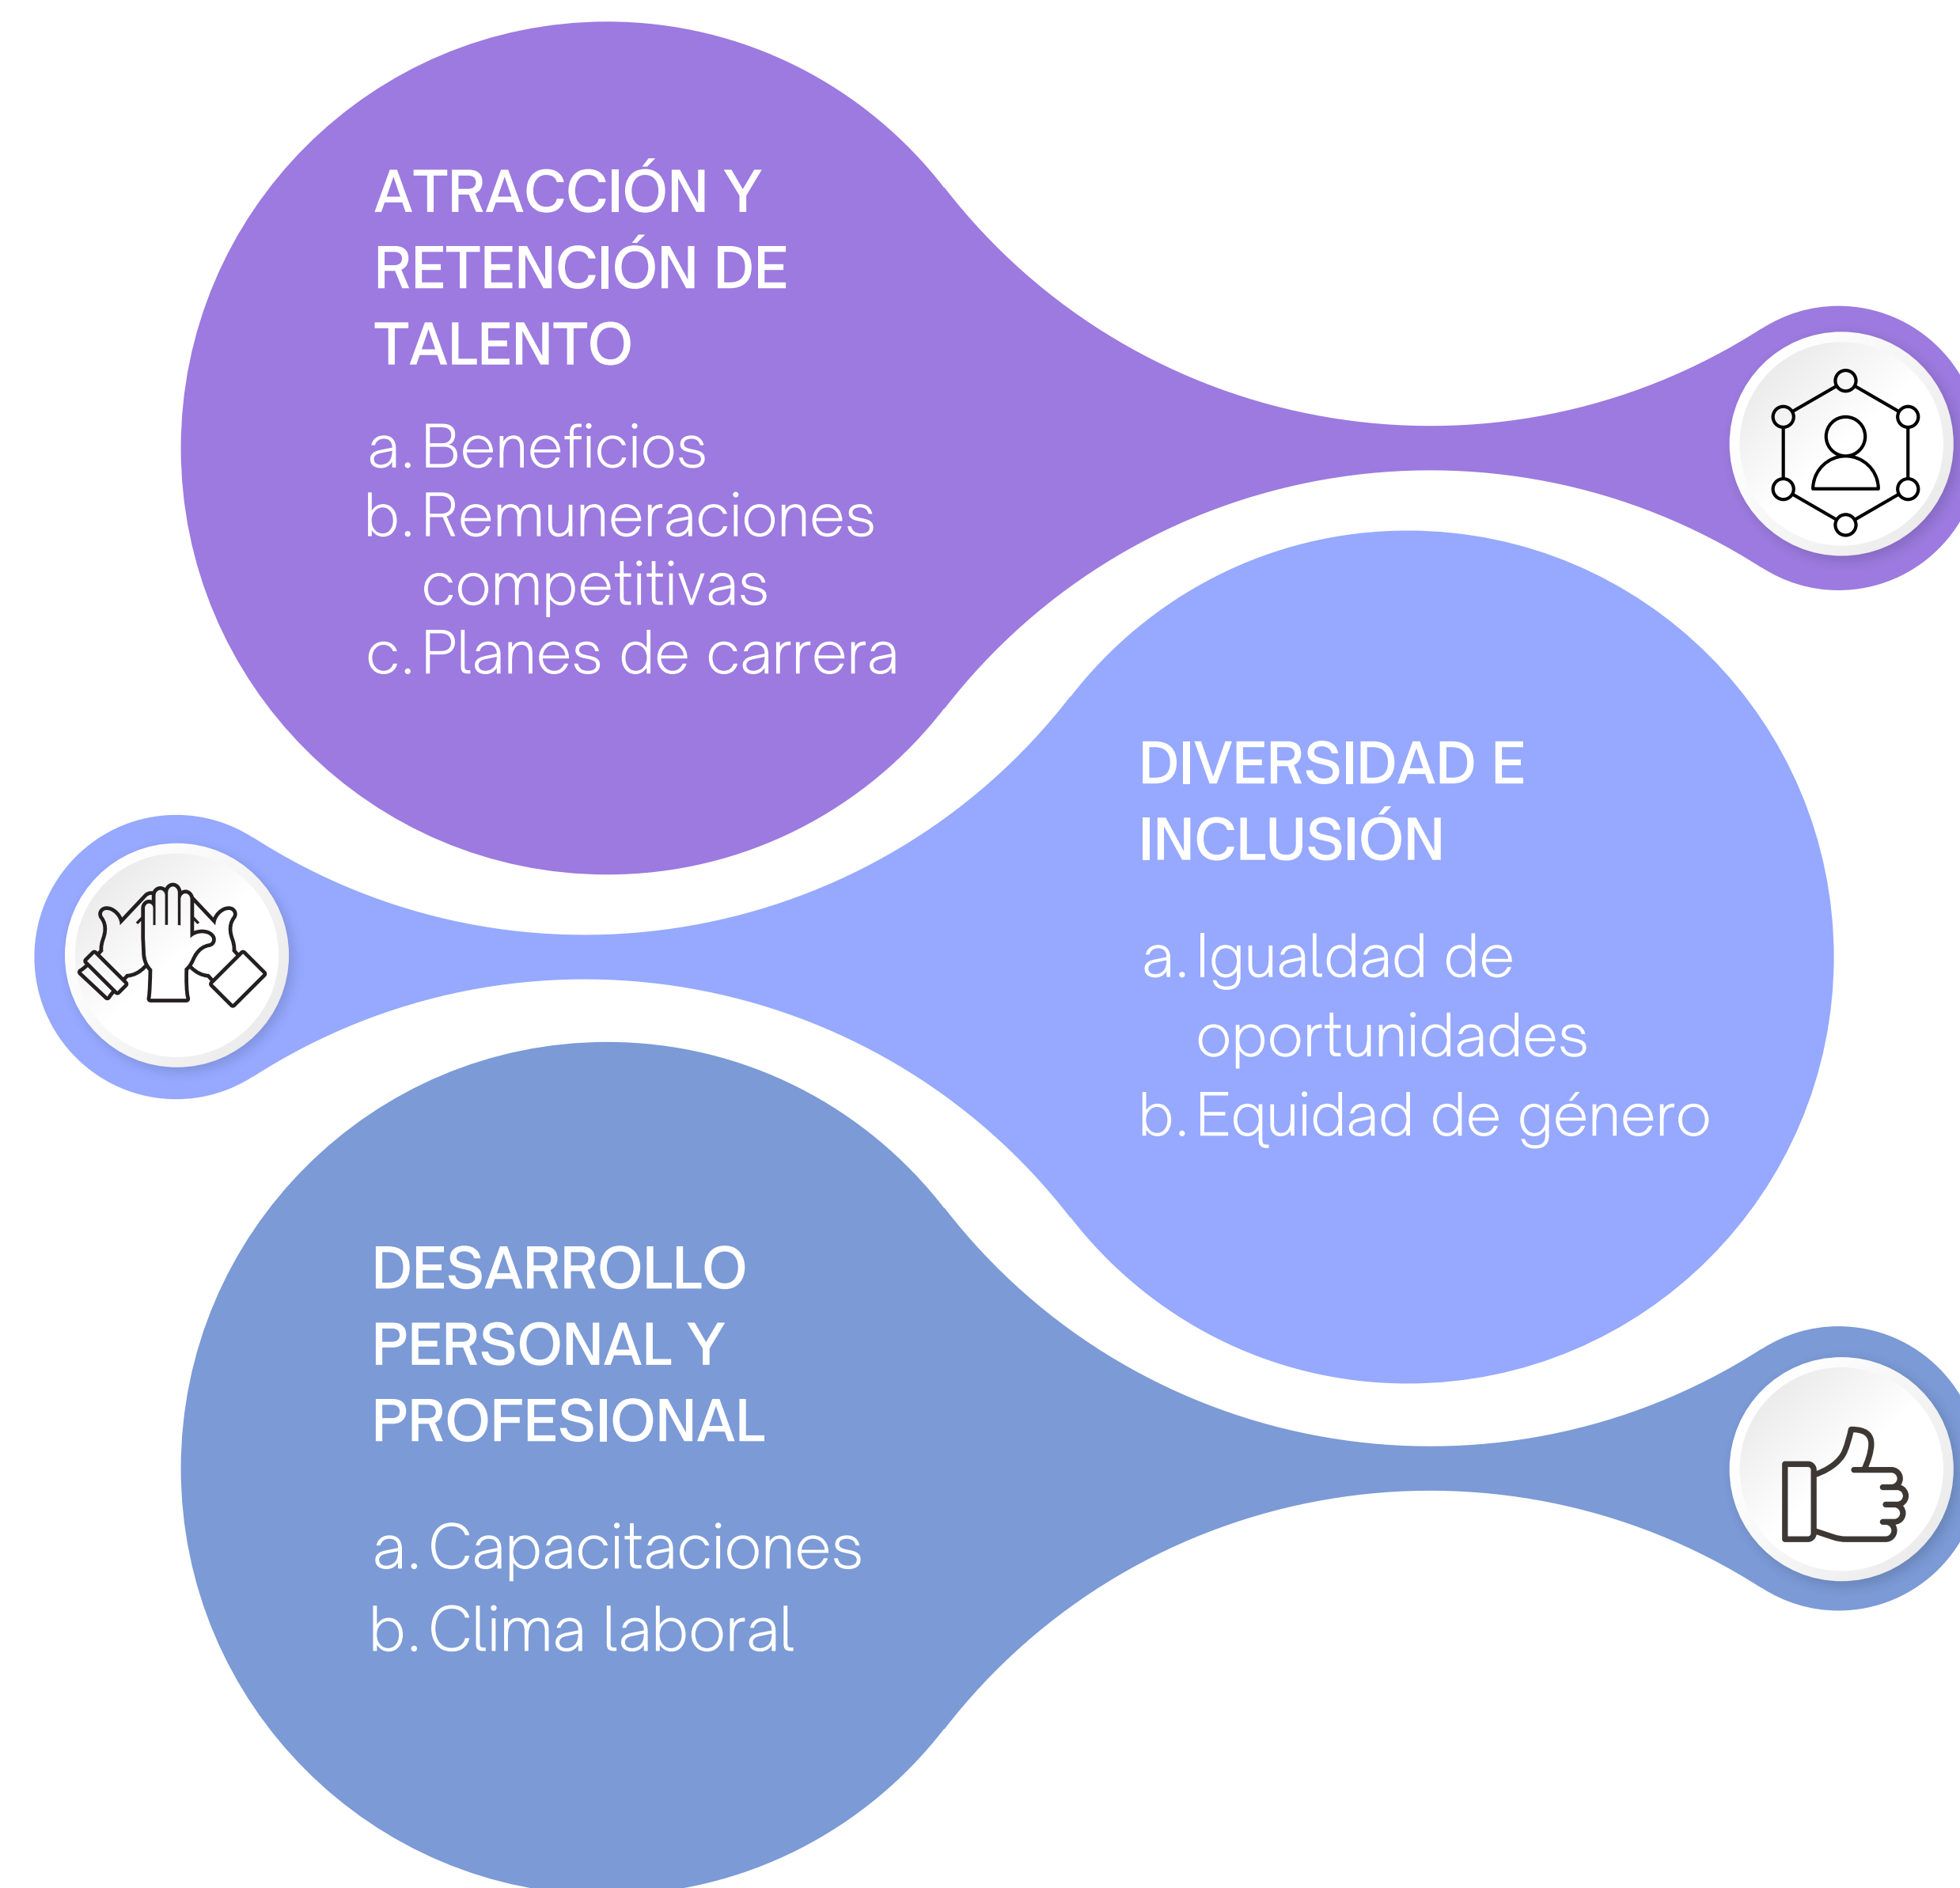 ATRACCIÓN Y
RETENCIÓN DE
TALENTO
a. Beneficios
b. Remuneraciones
competitivas
c. Planes de carrera
DIVERSIDAD E
INCLUSIÓN
a. Igualdad de
oportunidades
b. Equidad de género
DESARROLLO
PERSONAL Y
PROFESIONAL
a. Capacitaciones
b. Clima laboral